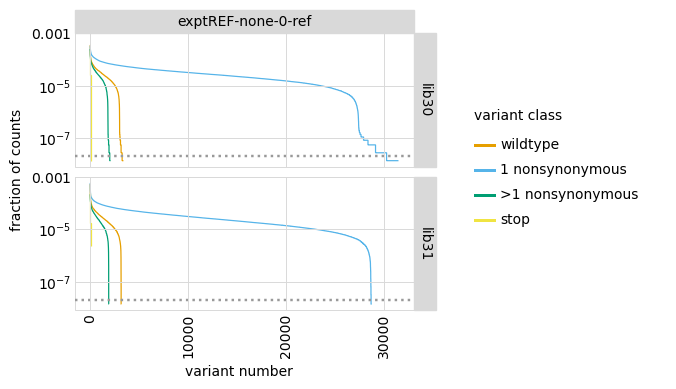 exptREF-none-0-ref
0.001
10⁻⁵
10⁻⁷
lib30
0.001
10⁻⁵
10⁻⁷
lib31
fraction of counts
0
10000
20000
30000
variant number
variant class
wildtype
1 nonsynonymous
>1 nonsynonymous
stop